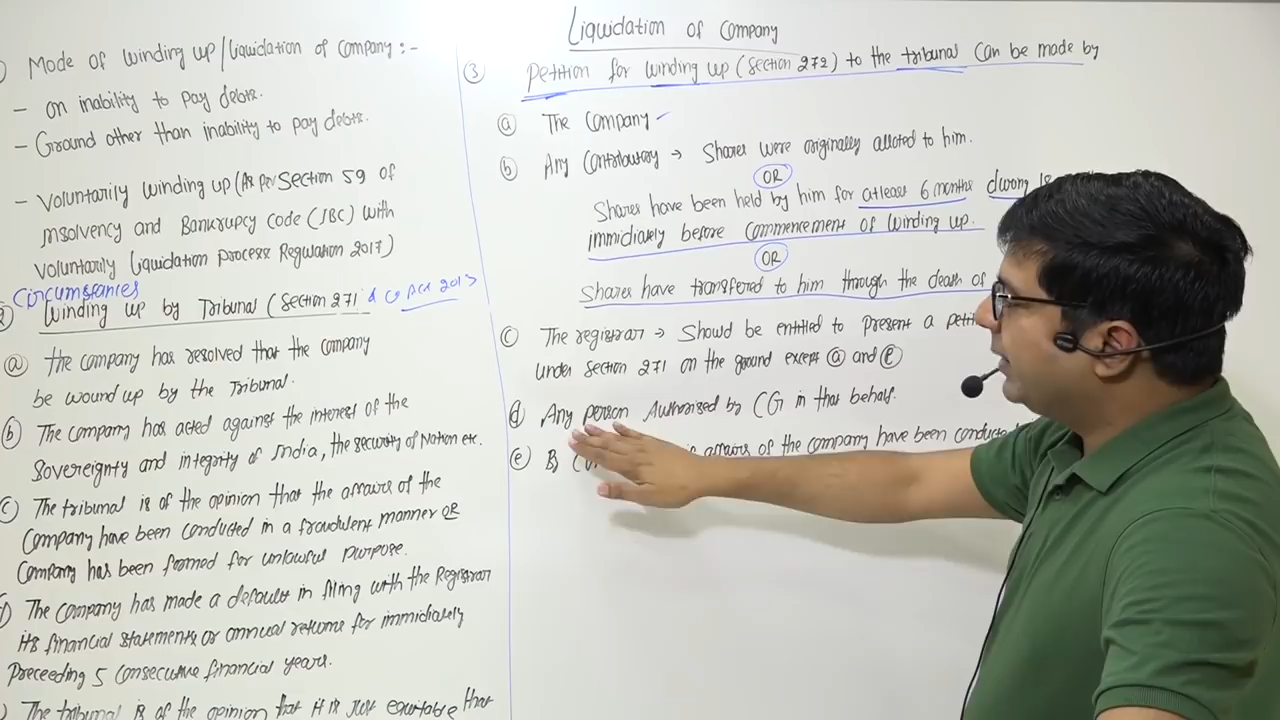 Liquidation of Company
Mode of winding up/liquidation of company :-
- on inability to pay debts.
- Ground other than inability to pay debts.
- Voluntarily winding up (As Per Section 59 of
Insolvency and Bankrupcy Code (IBC) with
Voluntarily liquidation process Regulation 2017)
Circumstances
winding up by Tribunal (Section 271 of Co Act 2013
(a) The company has resolved that the company
be wound up by the Tribunal.
(b) The company has acted against the interest of the
Sovereignty and integrity of India, the security of Nation etc.
(c) The tribunal is of the opinion that the affairs of the
Company have been conducted in a fraudulent manner OR
Company has been formed for unlawful purpose.
The company has made a default in filing with the Registrar
its financial statements or annual returns for immidiately
Preceeding 5 consecutive financial years.
The tribunal is of the opinion that it is just equitable that
(3) Petition for winding up (Section 272) to the tribunal can be made by
(a) The Company
(b) Any Contributory → Shares were originally alloted to him.
OR
Shares have been held by him for atleast 6 months during
immidiately before commencement of winding up.
OR
Shares have transferred to him through the death of
(c) The registrar → Should be entitled to present a
under section 271 on the ground except (a) and (e)
(d) Any person Authorised by CG in that behalf.
(e) affairs of the company have been conducted